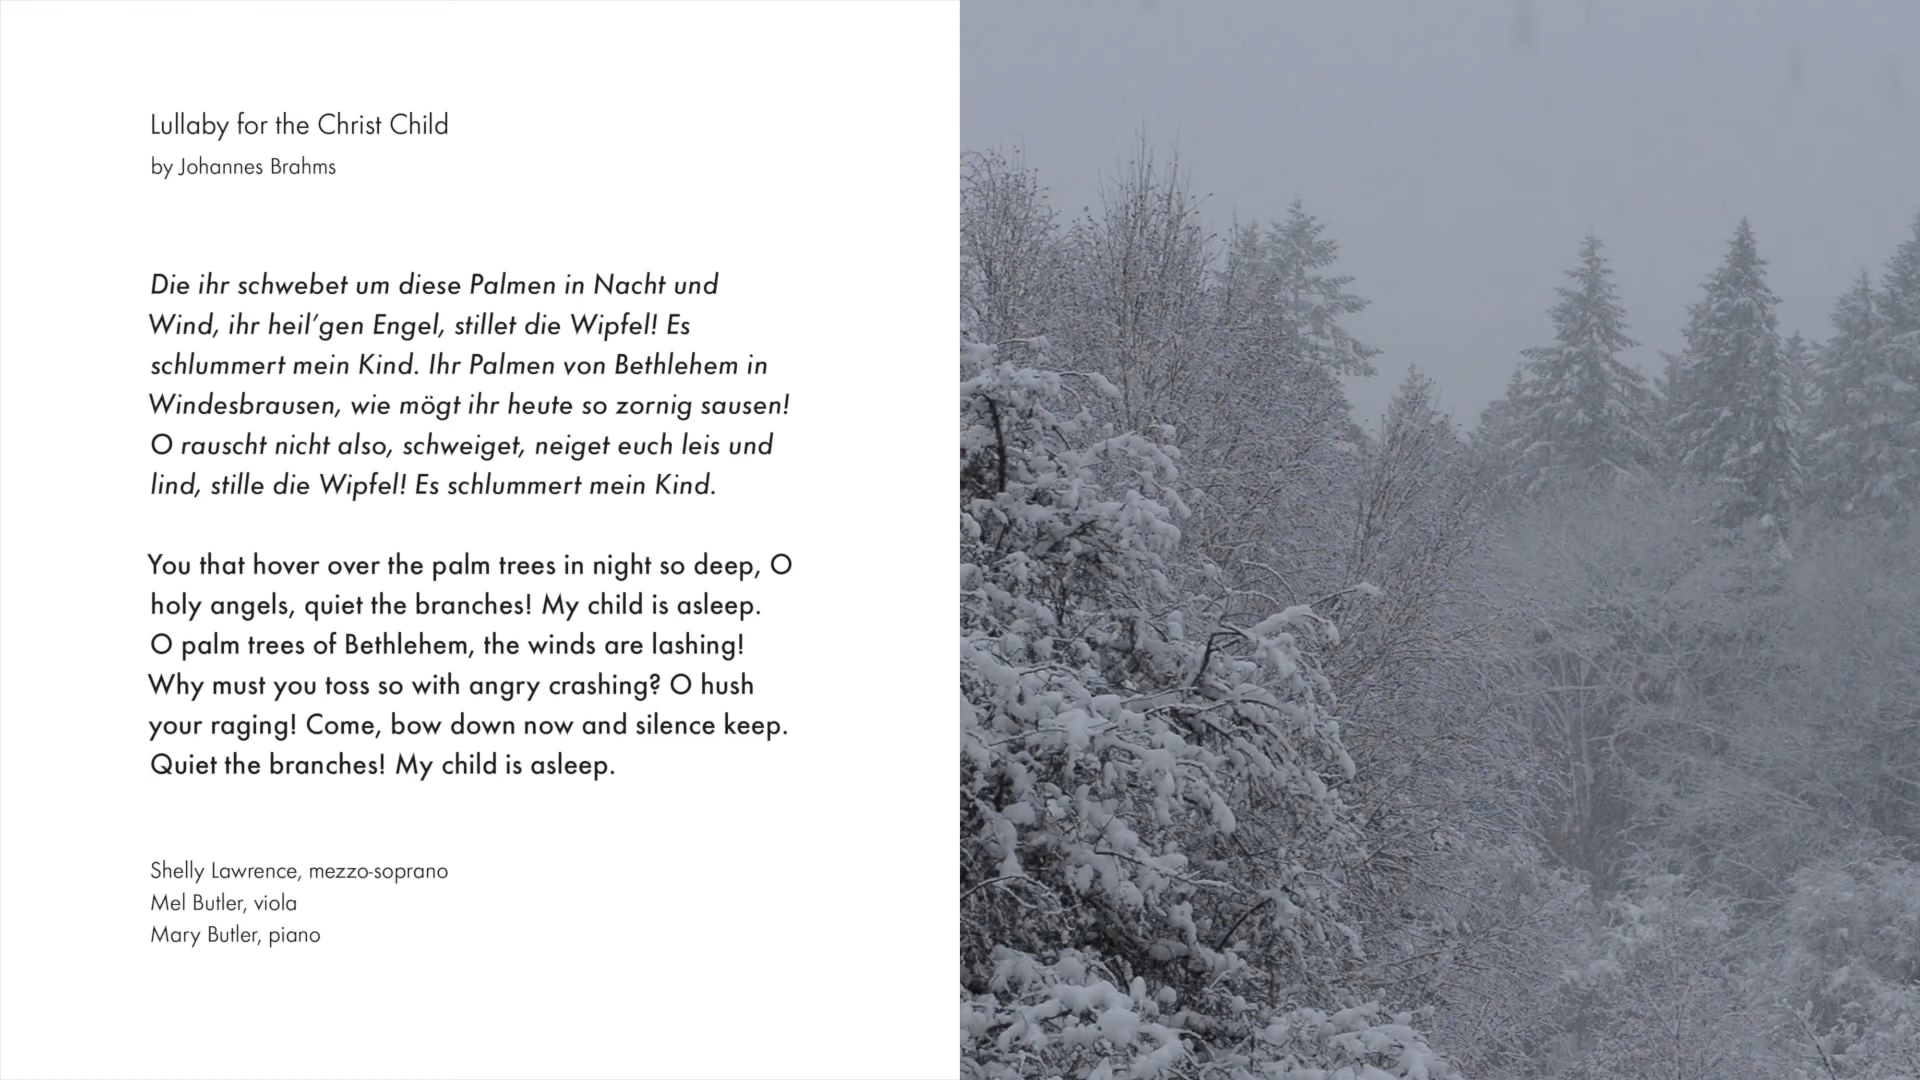 Lullaby for the Christ Child
by Johannes Brahms
Die ihr schwebet um diese Palmen in Nacht und
Wind, ihr heil’gen Engel, stillet die Wipfel! Es
schlummert mein Kind. Ihr Palmen von Bethlehem in
Windesbrausen, wie mögt ihr heute so zornig sausen!
O rauscht nicht also, schweiget, neiget euch leis und
lind, stille die Wipfel! Es schlummert mein Kind.
You that hover over the palm trees in night so deep, O
holy angels, quiet the branches! My child is asleep.
O palm trees of Bethlehem, the winds are lashing!
Why must you toss so with angry crashing? O hush
your raging! Come, bow down now and silence keep.
Quiet the branches! My child is asleep.
Shelly Lawrence, mezzo-soprano
Mel Butler, viola
Mary Butler, piano